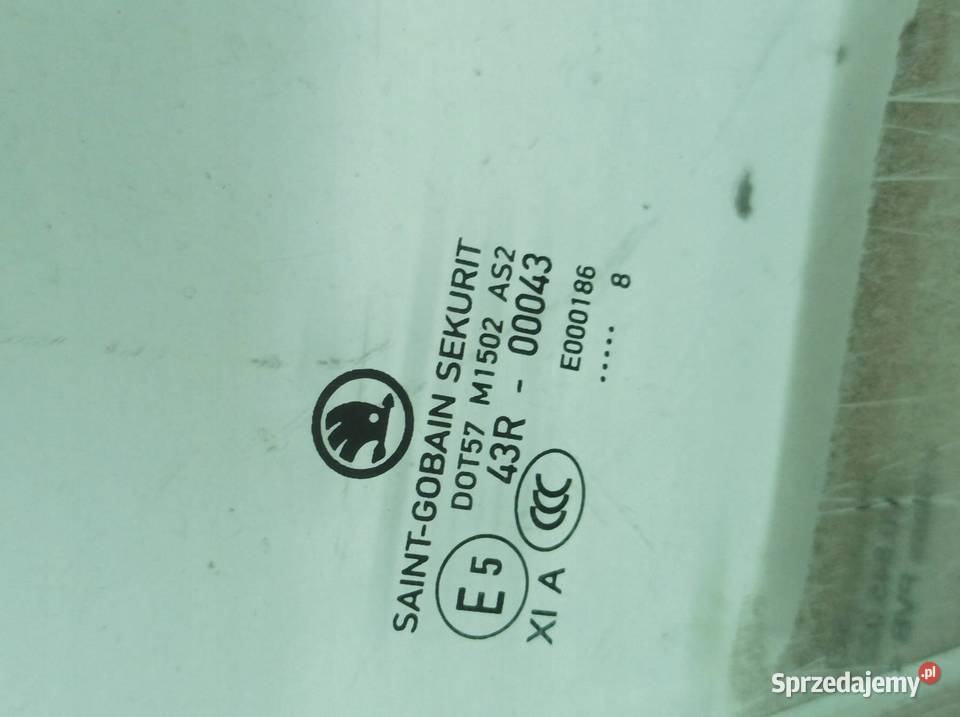 SAINT-GOBAIN SEKURIT
E 5 DOT57 M1502 AS2
43R - 00043
XI A CCC E000186
..... 8
Sprzedajemy.pl